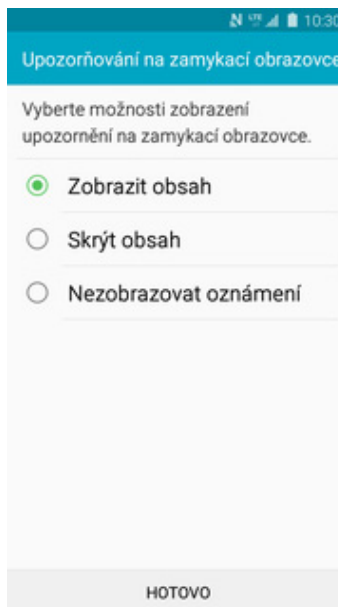 10:30
Upozorňování na zamykací obrazovce
Vyberte možnosti zobrazení
upozornění na zamykací obrazovce.
Zobrazit obsah
Skrýt obsah
Nezobrazovat oznámení
HOTOVO